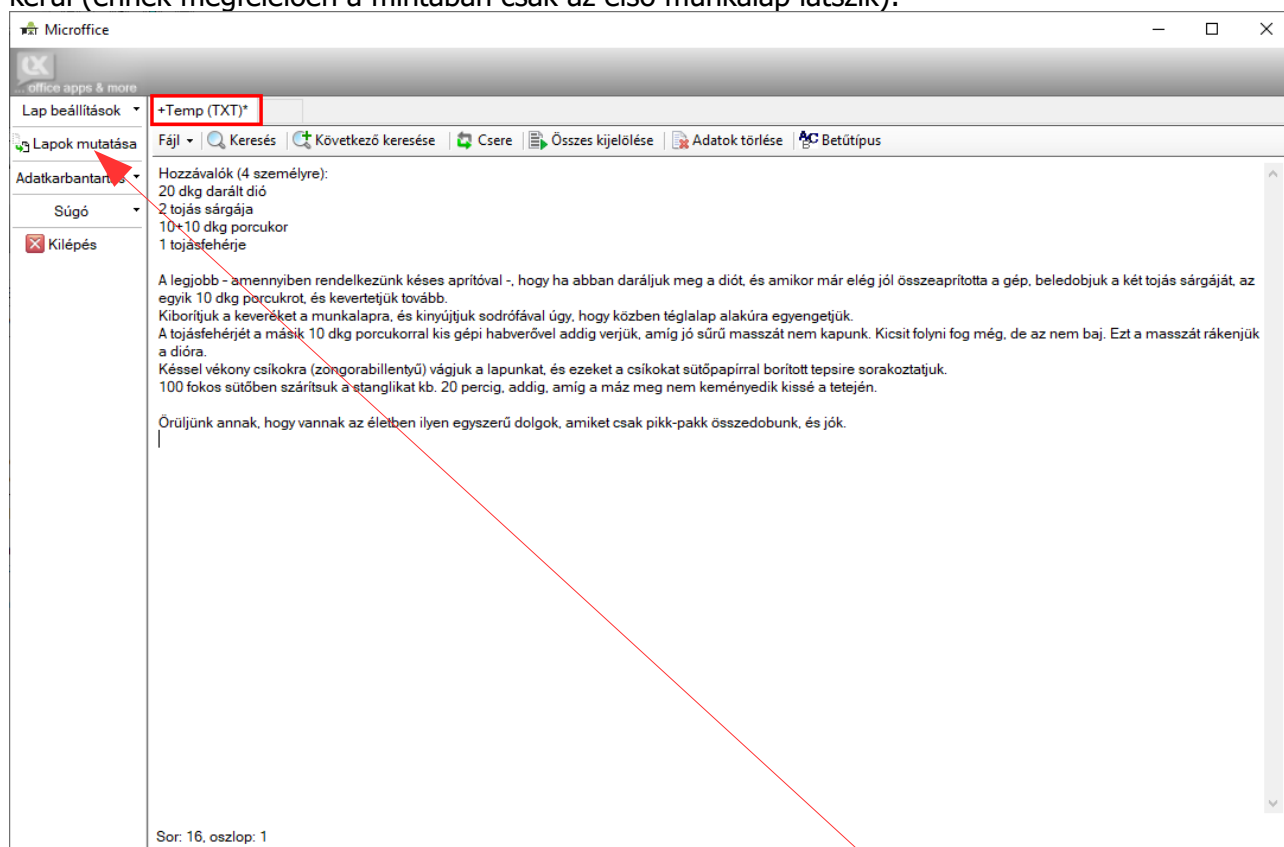 kerül (ennek megfelelően a mintában csak az első munkalap látszik).
Microffice
... office apps & more
Lap beállítások
+Temp (TXT)*
Lapok mutatása
Fájl
Keresés
Következő keresése
Csere
Összes kijelölése
Adatok törlése
Betűtípus
Adatkarbantartás
Súgó
Kilépés
Hozzávalók (4 személyre):
20 dkg darált dió
2 tojás sárgája
10+10 dkg porcukor
1 tojásfehérje
A legjobb - amennyiben rendelkezünk késes aprítóval -, hogy ha abban daráljuk meg a diót, és amikor már elég jól összeaprította a gép, beledobjuk a két tojás sárgáját, az
egyik 10 dkg porcukrot, és kevertetjük tovább.
Kiborítjuk a keveréket a munkalapra, és kinyújtjuk sodrófával úgy, hogy közben téglalap alakúra egyengetjük.
A tojásfehérjét a másik 10 dkg porcukorral kis gépi habverővel addig verjük, amíg jó sűrű masszát nem kapunk. Kicsit folyni fog még, de az nem baj. Ezt a masszát rákenjük
a dióra.
Késsel vékony csíkokra (zongorabillentyű) vágjuk a lapunkat, és ezeket a csíkokat sütőpapírral borított tepsire sorakoztatjuk.
100 fokos sütőben szárítsuk a stanglikat kb. 20 percig, addig, amíg a máz meg nem keményedik kissé a tetején.
Örüljünk annak, hogy vannak az életben ilyen egyszerű dolgok, amiket csak pikk-pakk összedobunk, és jók.
Sor: 16, oszlop: 1